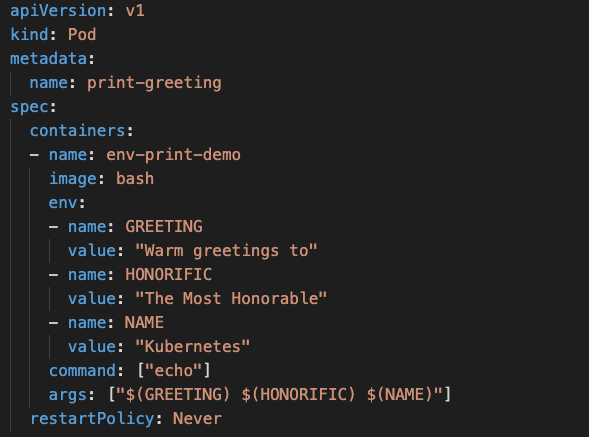 apiVersion: v1
kind: Pod
metadata:
  name: print-greeting
spec:
  containers:
  - name: env-print-demo
    image: bash
    env:
    - name: GREETING
      value: "Warm greetings to"
    - name: HONORIFIC
      value: "The Most Honorable"
    - name: NAME
      value: "Kubernetes"
    command: ["echo"]
    args: ["$(GREETING) $(HONORIFIC) $(NAME)"]
  restartPolicy: Never